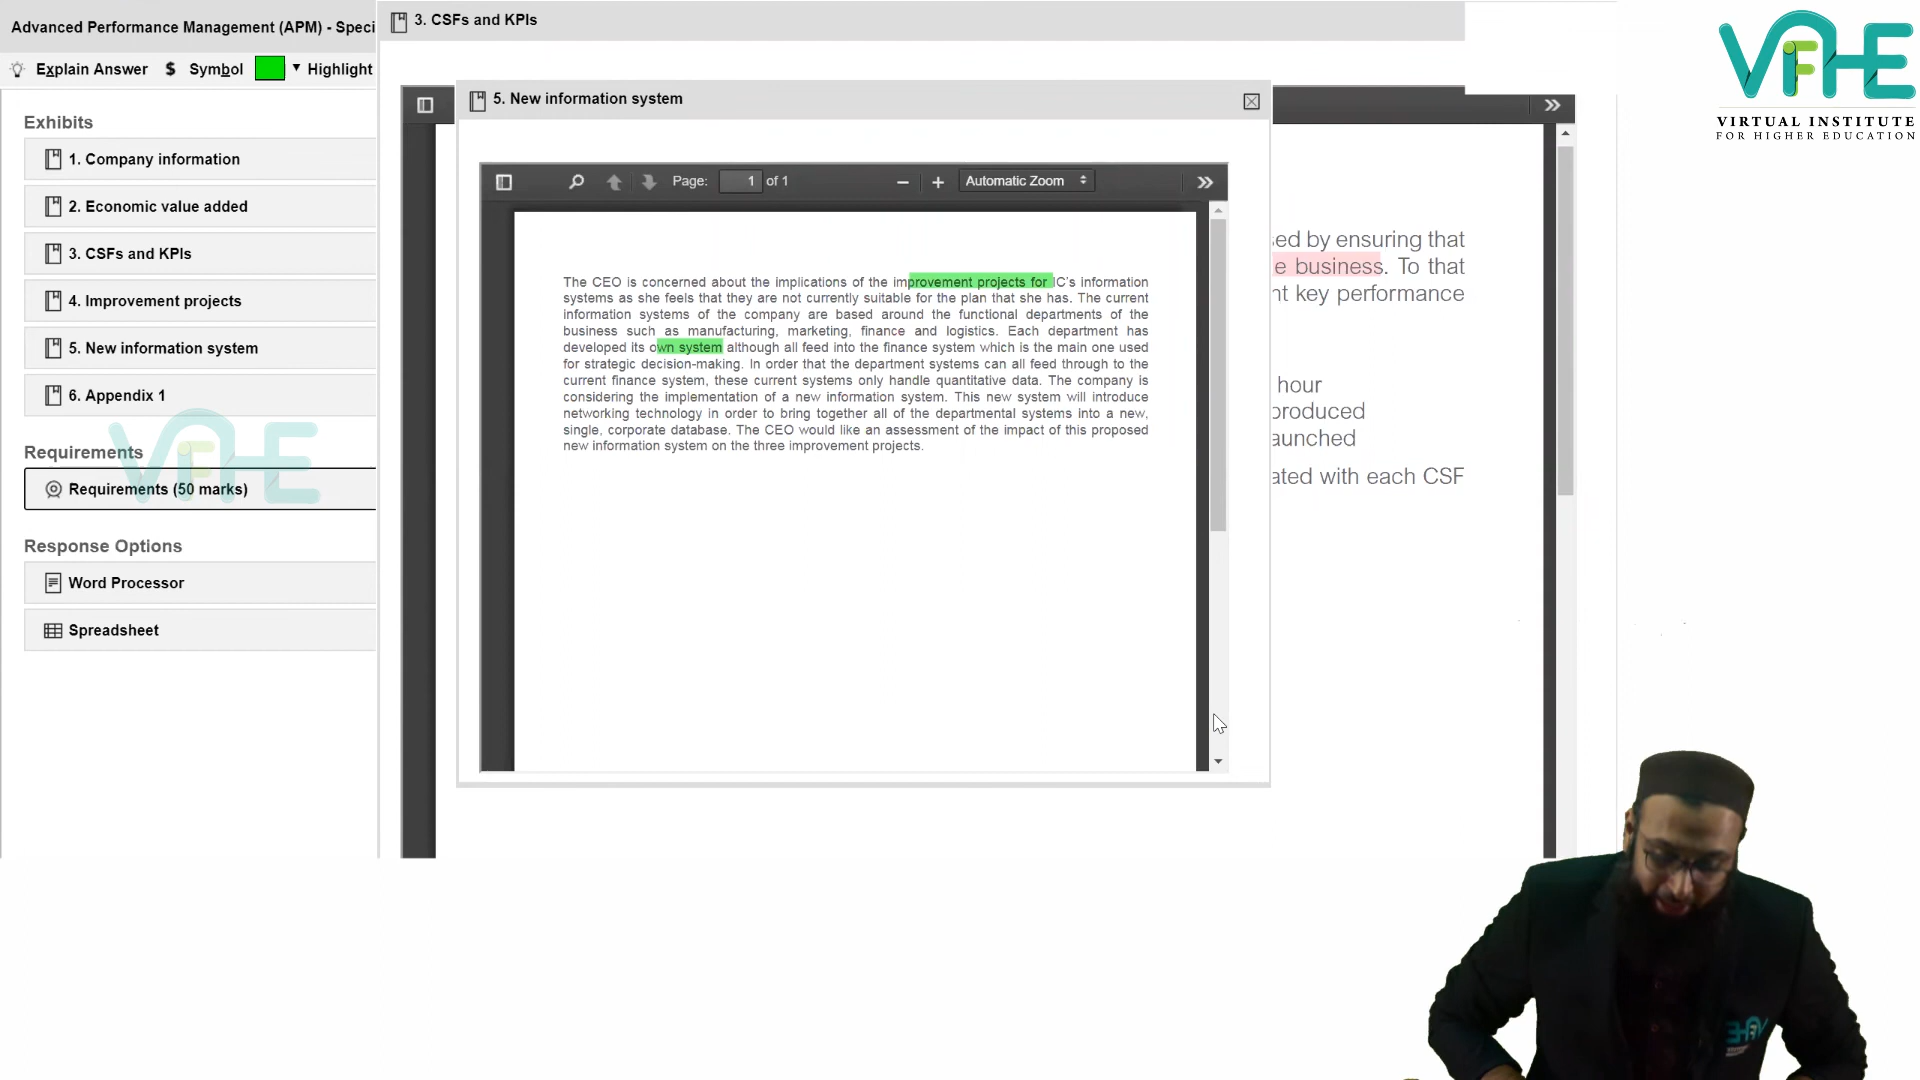 Advanced Performance Management (APM) - Speci
Explain Answer $ Symbol Highlight
Exhibits
1. Company information
2. Economic value added
3. CSFs and KPIs
4. Improvement projects
5. New information system
6. Appendix 1
Requirements
Requirements (50 marks)
Response Options
Word Processor
Spreadsheet
3. CSFs and KPIs
5. New information system
Page: 1 of 1
Automatic Zoom
The CEO is concerned about the implications of the improvement projects for IC's information
systems as she feels that they are not currently suitable for the plan that she has. The current
information systems of the company are based around the functional departments of the
business such as manufacturing, marketing, finance and logistics. Each department has
developed its own system although all feed into the finance system which is the main one used
for strategic decision-making. In order that the department systems can all feed through to the
current finance system, these current systems only handle quantitative data. The company is
considering the implementation of a new information system. This new system will introduce
networking technology in order to bring together all of the departmental systems into a new,
single, corporate database. The CEO would like an assessment of the impact of this proposed
new information system on the three improvement projects.
sed by ensuring that
e business. To that
nt key performance
hour
produced
aunched
ated with each CSF
VIFHE
VIRTUAL INSTITUTE
FOR HIGHER EDUCATION
VIFHE